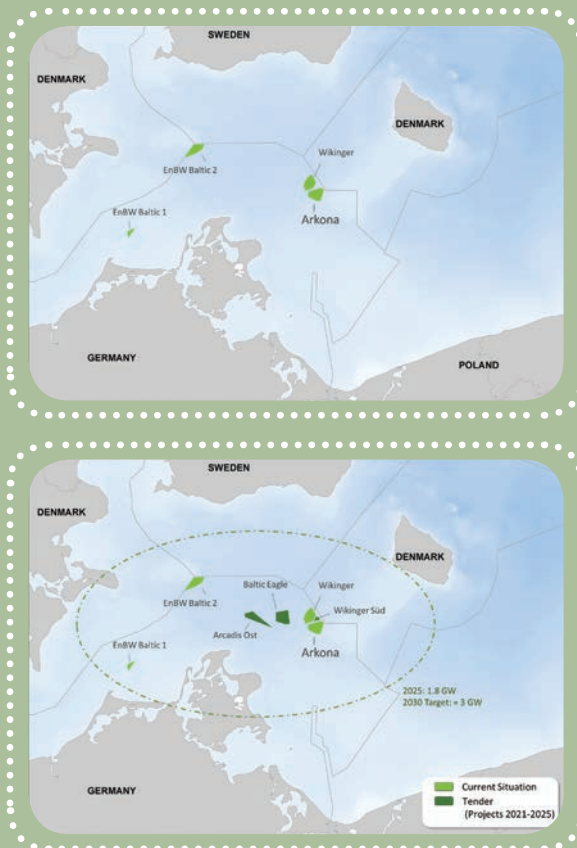 SWEDEN
DENMARK
DENMARK
Wikinger
EnBW Baltic 2
EnBW Baltic 1
Arkona
GERMANY
POLAND
SWEDEN
DENMARK
DENMARK
Baltic Eagle
Wikinger
EnBW Baltic 2
Wikinger Süd
Arcadis Ost
EnBW Baltic 1
Arkona
2025: 1.8 GW
2030 Target: ≈ 3 GW
GERMANY
Current Situation
Tender
(Projects 2021-2025)